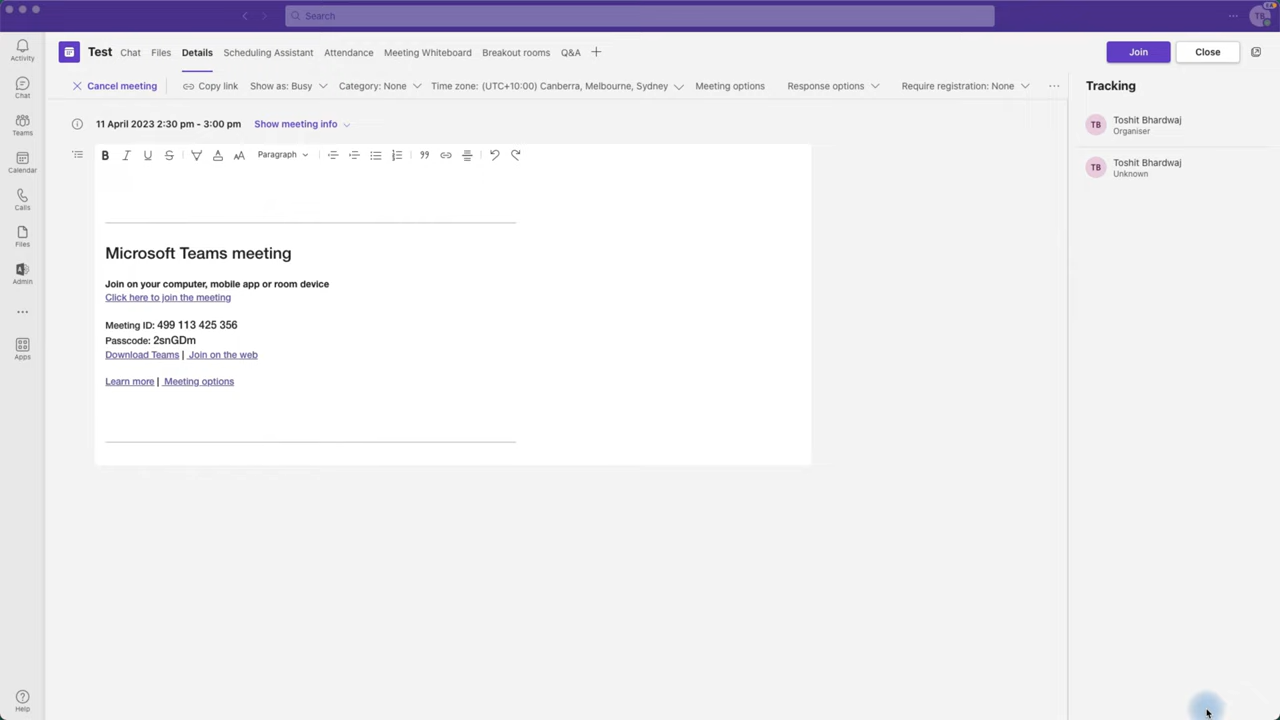 Search
TB
Activity
Chat
Teams
Calendar
Calls
Files
Admin
Apps
Help
Test Chat Files Details Scheduling Assistant Attendance Meeting Whiteboard Breakout rooms Q&A
Join Close
Cancel meeting Copy link Show as: Busy Category: None Time zone: (UTC+10:00) Canberra, Melbourne, Sydney Meeting options Response options Require registration: None
11 April 2023 2:30 pm - 3:00 pm Show meeting info
B I U S A AA Paragraph
Microsoft Teams meeting
Join on your computer, mobile app or room device
Click here to join the meeting
Meeting ID: 499 113 425 356
Passcode: 2snGDm
Download Teams | Join on the web
Learn more | Meeting options
Tracking
TB Toshit Bhardwaj
Organiser
TB Toshit Bhardwaj
Unknown